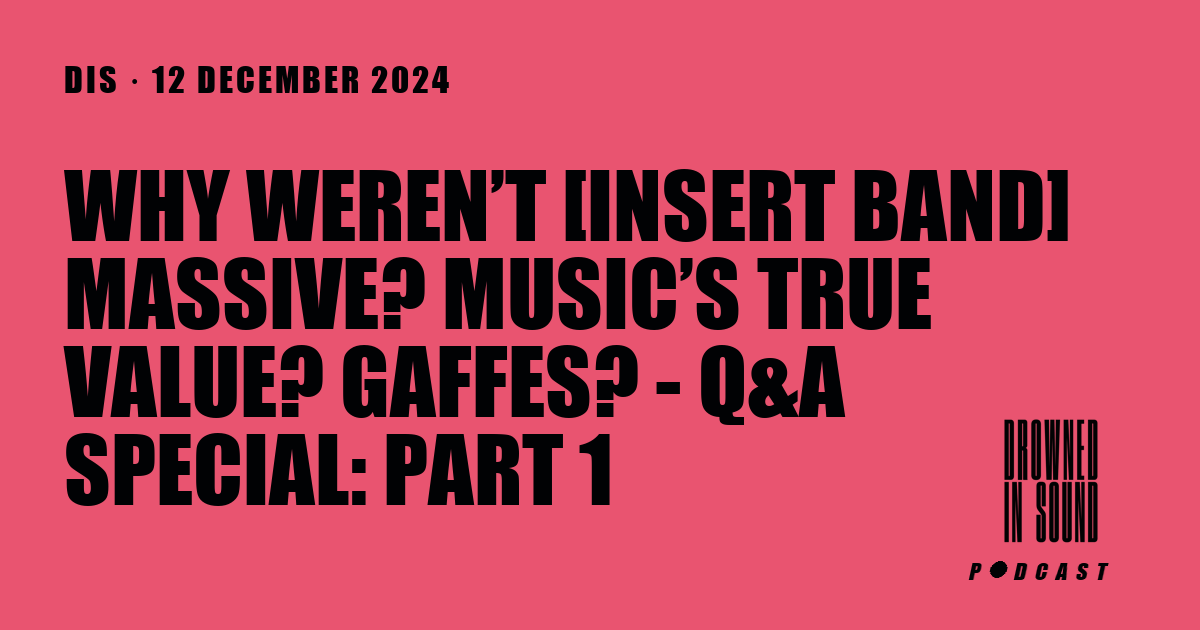 DIS · 12 DECEMBER 2024
WHY WEREN’T [INSERT BAND]
MASSIVE? MUSIC’S TRUE
VALUE? GAFFES? - Q&A
SPECIAL: PART 1
DROWNED
IN SOUND
PODCAST